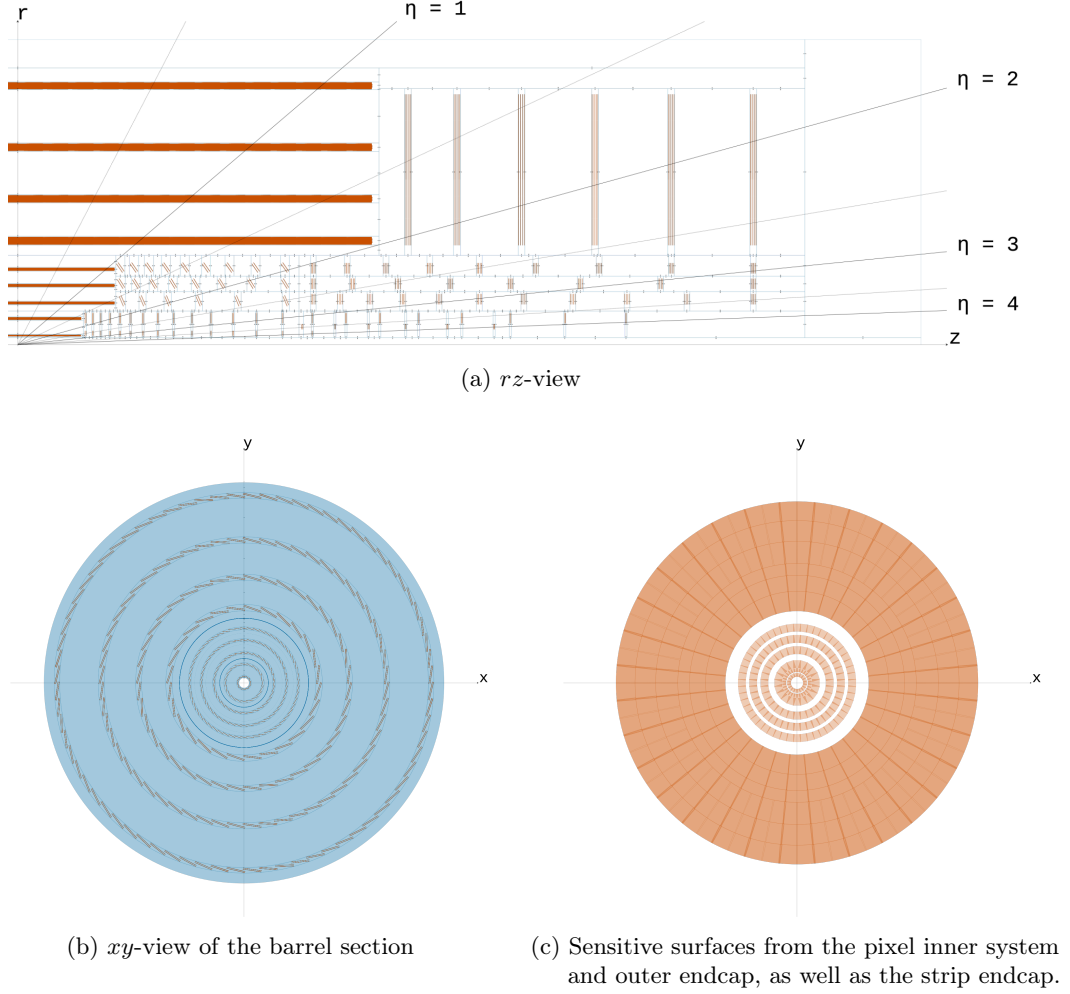 r
η = 1
η = 2
η = 3
η = 4
z
(a) rz-view
y
x
y
x
(b) xy-view of the barrel section
(c) Sensitive surfaces from the pixel inner system
and outer endcap, as well as the strip endcap.